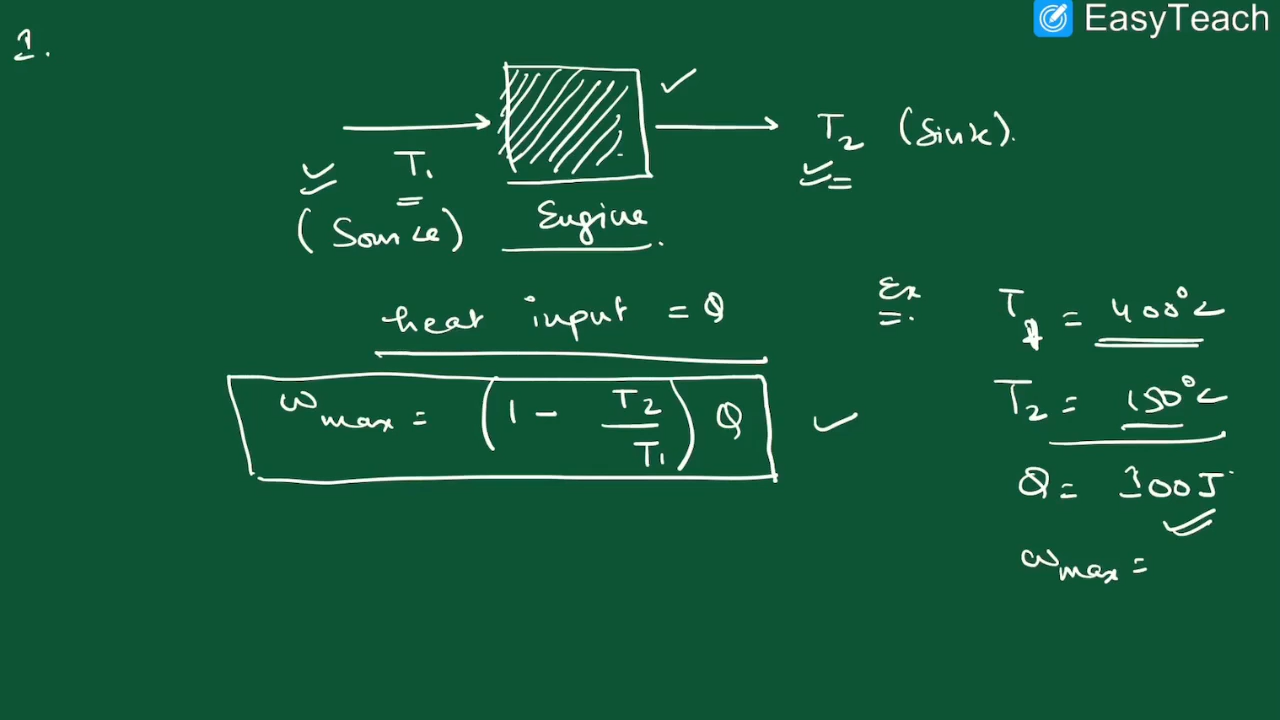 EasyTeach
1.
T₁
(Source)
Engine
T₂ (Sink).
heat input = Q
Wmax = (1 - T₂/T₁) Q
Ex
T₁ = 400°C
T₂ = 150°C
Q = 100J
Wmax =